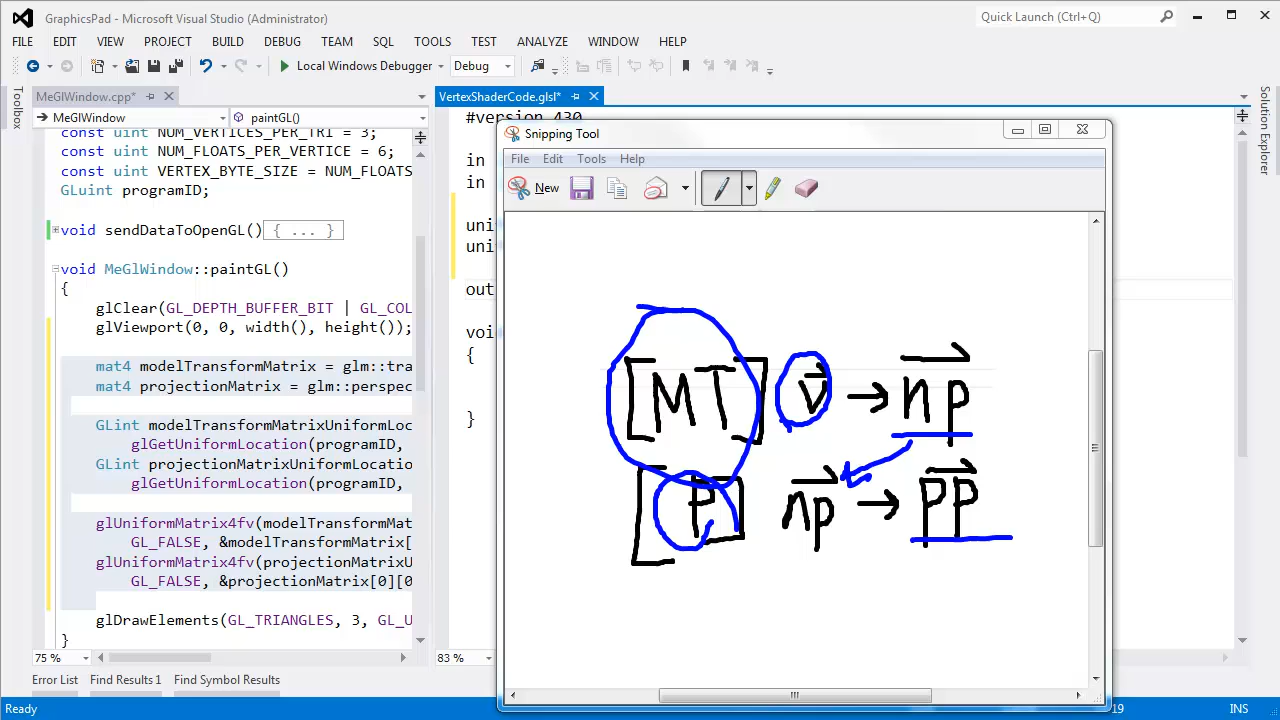 GraphicsPad - Microsoft Visual Studio (Administrator)
Quick Launch (Ctrl+Q)
FILE EDIT VIEW PROJECT BUILD DEBUG TEAM SQL TOOLS TEST ANALYZE WINDOW HELP
Local Windows Debugger Debug
Toolbox
MeGlWindow.cpp*
MeGlWindow paintGL()
const uint NUM_VERTICES_PER_TRI = 3;
const uint NUM_FLOATS_PER_VERTICE = 6;
const uint VERTEX_BYTE_SIZE = NUM_FLOATS
GLuint programID;
void sendDataToOpenGL(){ ... }
void MeGlWindow::paintGL()
{
glClear(GL_DEPTH_BUFFER_BIT | GL_COL
glViewport(0, 0, width(), height());
mat4 modelTransformMatrix = glm::tra
mat4 projectionMatrix = glm::perspec
GLint modelTransformMatrixUniformLoc
glGetUniformLocation(programID,
GLint projectionMatrixUniformLocation
glGetUniformLocation(programID,
glUniformMatrix4fv(modelTransformMat
GL_FALSE, &modelTransformMatrix[
glUniformMatrix4fv(projectionMatrixU
GL_FALSE, &projectionMatrix[0][0
glDrawElements(GL_TRIANGLES, 3, GL_U
}
75 %
VertexShaderCode.glsl*
#version 430
in
in
uni
uni
out
voi
{
}
83 %
Snipping Tool
File Edit Tools Help
New
[MT] v → np
[P] np → pp
Solution Explorer
Error List Find Results 1 Find Symbol Results
Ready
19 INS